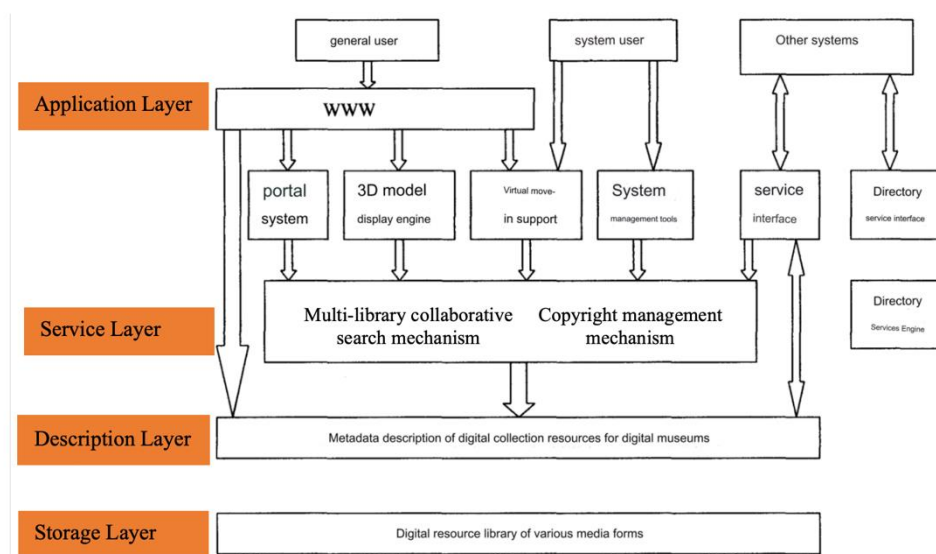 general user
system user
Other systems
Application Layer
WWW
portal
system
3D model
display engine
Virtual move-
in support
System
management tools
service
interface
Directory
service interface
Service Layer
Multi-library collaborative
search mechanism
Copyright management
mechanism
Directory
Services Engine
Description Layer
Metadata description of digital collection resources for digital museums
Storage Layer
Digital resource library of various media forms